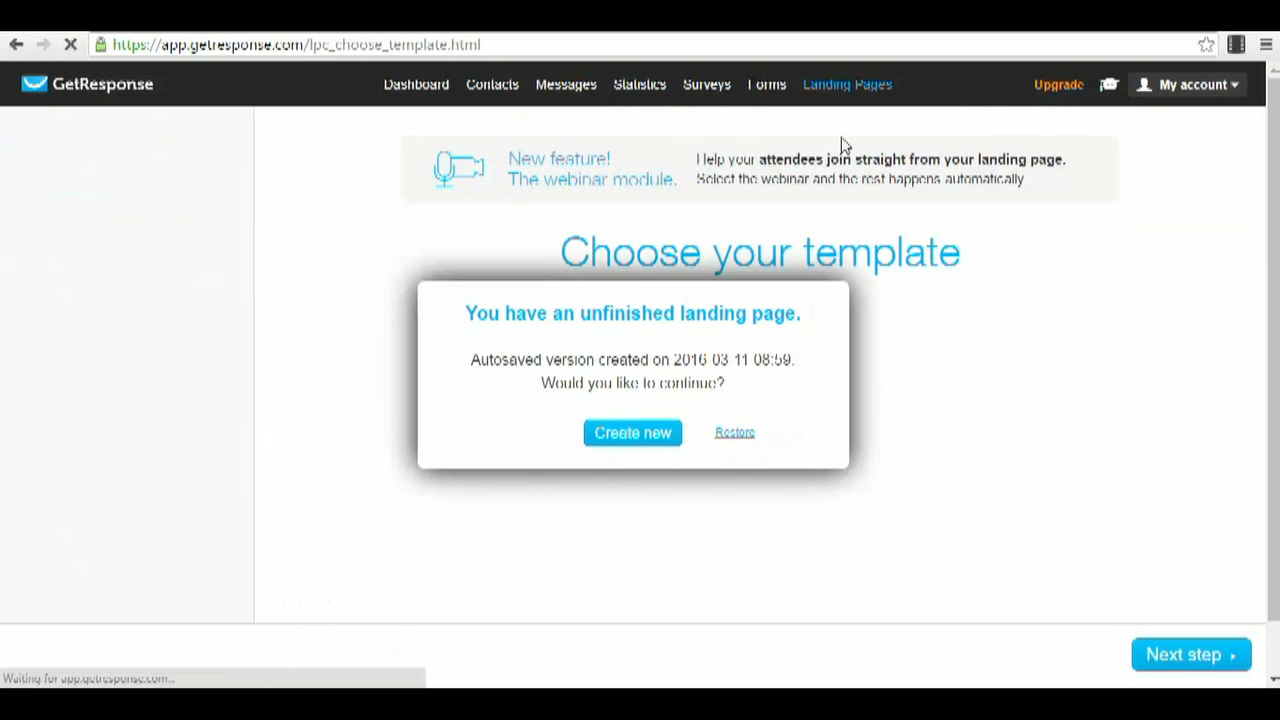 https://app.getresponse.com/lpc_choose_template.html
GetResponse Dashboard Contacts Messages Statistics Surveys Forms Landing Pages Upgrade My account
New feature!
The webinar module.
Help your attendees join straight from your landing page.
Select the webinar and the rest happens automatically
Choose your template
You have an unfinished landing page.
Autosaved version created on 2016-03-11 08:59.
Would you like to continue?
Create new Restore
Next step
Waiting for app.getresponse.com...